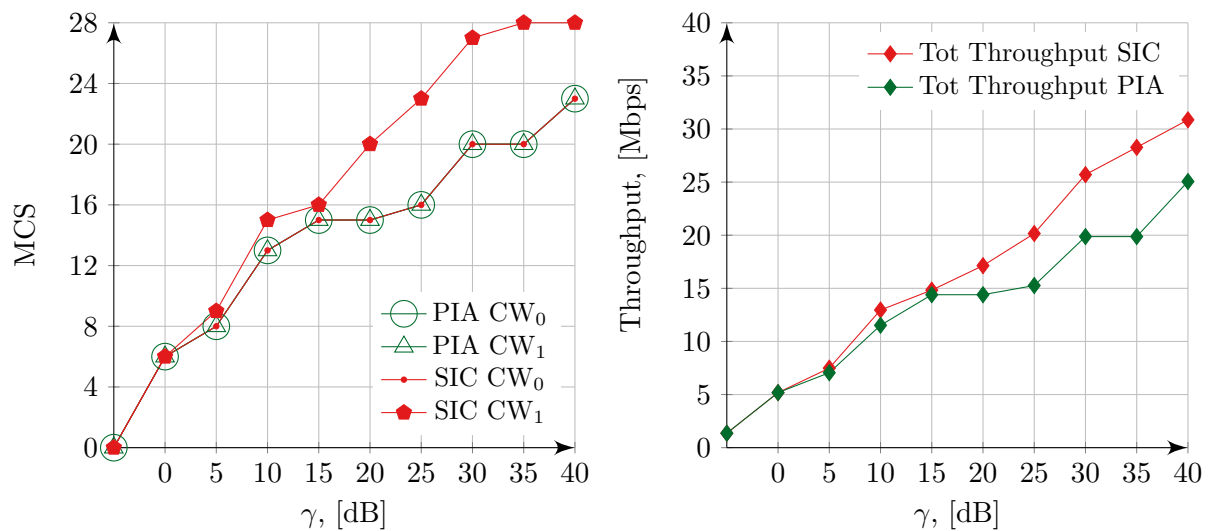 28
24
20
16
12
8
4
0
MCS
0 5 10 15 20 25 30 35 40
γ, [dB]
PIA CW₀
PIA CW₁
SIC CW₀
SIC CW₁
40
35
30
25
20
15
10
5
0
Throughput, [Mbps]
0 5 10 15 20 25 30 35 40
γ, [dB]
Tot Throughput SIC
Tot Throughput PIA